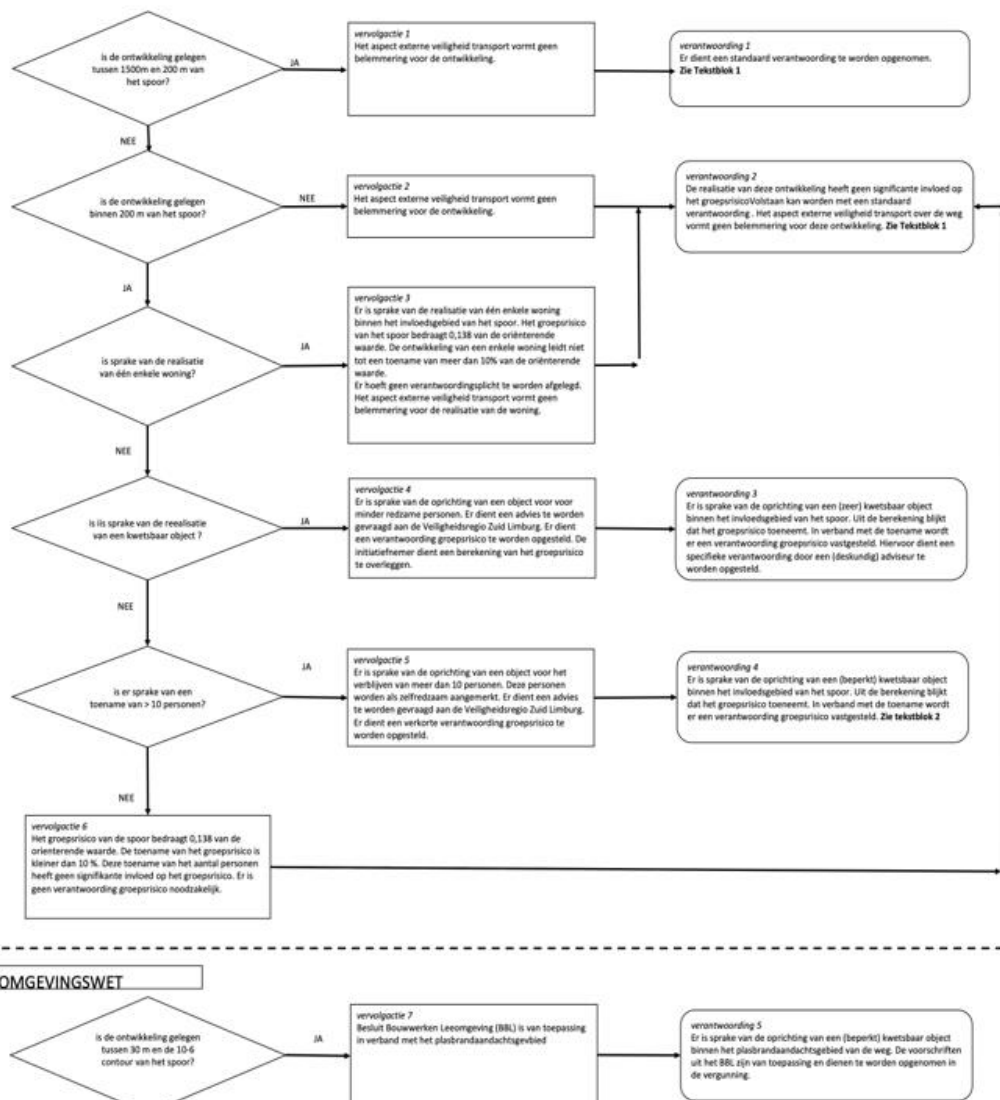 is de ontwikkeling gelegen
tussen 1500m en 200 m van
het spoor?
JA
vervolgactie 1
Het aspect externe veiligheid transport vormt geen
belemmering voor de ontwikkeling.
verantwoording 1
Er dient een standaard verantwoording te worden opgenomen.
Zie Tekstblok 1
NEE
is de ontwikkeling gelegen
binnen 200 m van het spoor?
NEE
vervolgactie 2
Het aspect externe veiligheid transport vormt geen
belemmering voor de ontwikkeling.
verantwoording 2
De realisatie van deze ontwikkeling heeft geen significante invloed op
het groepsrisicoVolstaan kan worden met een standaard
verantwoording . Het aspect externe veiligheid transport over de weg
vormt geen belemmering voor deze ontwikkeling. Zie Tekstblok 1
JA
is sprake van de realisatie
van één enkele woning?
JA
vervolgactie 3
Er is sprake van de realisatie van één enkele woning
binnen het invloedsgebied van het spoor. Het groepsrisico
van het spoor bedraagt 0,138 van de oriënterende
waarde. De ontwikkeling van een enkele woning leidt niet
tot een toename van meer dan 10% van de oriënterende
waarde.
Er hoeft geen verantwoordingsplicht te worden afgelegd.
Het aspect externe veiligheid transport vormt geen
belemmering voor de realisatie van de woning.
NEE
is iis sprake van de reealisatie
van een kwetsbaar object ?
JA
vervolgactie 4
Er is sprake van de oprichting van een object voor voor
minder redzame personen. Er dient een advies te worden
gevraagd aan de Veiligheidsregio Zuid Limburg. Er dient
een verantwoording groepsrisico te worden opgesteld. De
initiatiefnemer dient een berekening van het groepsrisico
te overleggen.
verantwoording 3
Er is sprake van de oprichting van een (zeer) kwetsbaar object
binnen het invloedsgebied van het spoor. Uit de berekening blijkt
dat het groepsrisico toeneemt. In verband met de toename wordt
er een verantwoording groepsrisico vastgesteld. Hiervoor dient een
specifieke verantwoording door een (deskundig) adviseur te
worden opgesteld.
NEE
is er sprake van een
toename van > 10 personen?
JA
vervolgactie 5
Er is sprake van de oprichting van een object voor het
verblijven van meer dan 10 personen. Deze personen
worden als zelfredzaam aangemerkt. Er dient een advies
te worden gevraagd aan de Veiligheidsregio Zuid Limburg.
Er dient een verkorte verantwoording groepsrisico te
worden opgesteld.
verantwoording 4
Er is sprake van de oprichting van een (beperkt) kwetsbaar object
binnen het invloedsgebied van het spoor. Uit de berekening blijkt
dat het groepsrisico toeneemt. In verband met de toename wordt
er een verantwoording groepsrisico vastgesteld. Zie tekstblok 2
NEE
vervolgactie 6
Het groepsrisico van de spoor bedraagt 0,138 van de
orienterende waarde. De toename van het groepsrisico is
kleiner dan 10 %. Deze toename van het aantal personen
heeft geen signifikante invloed op het groepsrisico. Er is
geen verantwoording groepsrisico noodzakelijk.
OMGEVINGSWET
is de ontwikkeling gelegen
tussen 30 m en de 10-6
contour van het spoor?
JA
vervolgactie 7
Besluit Bouwwerken Leeomgeving (BBL) is van toepassing
in verband met het plasbrandaandachtsgevbied
verantwoording 5
Er is sprake van de oprichting van een (beperkt) kwetsbaar object
binnen het plasbrandaandachtsgebied van de weg. De voorschriften
uit het BBL zijn van toepassing en dienen te worden opgenomen in
de vergunning.